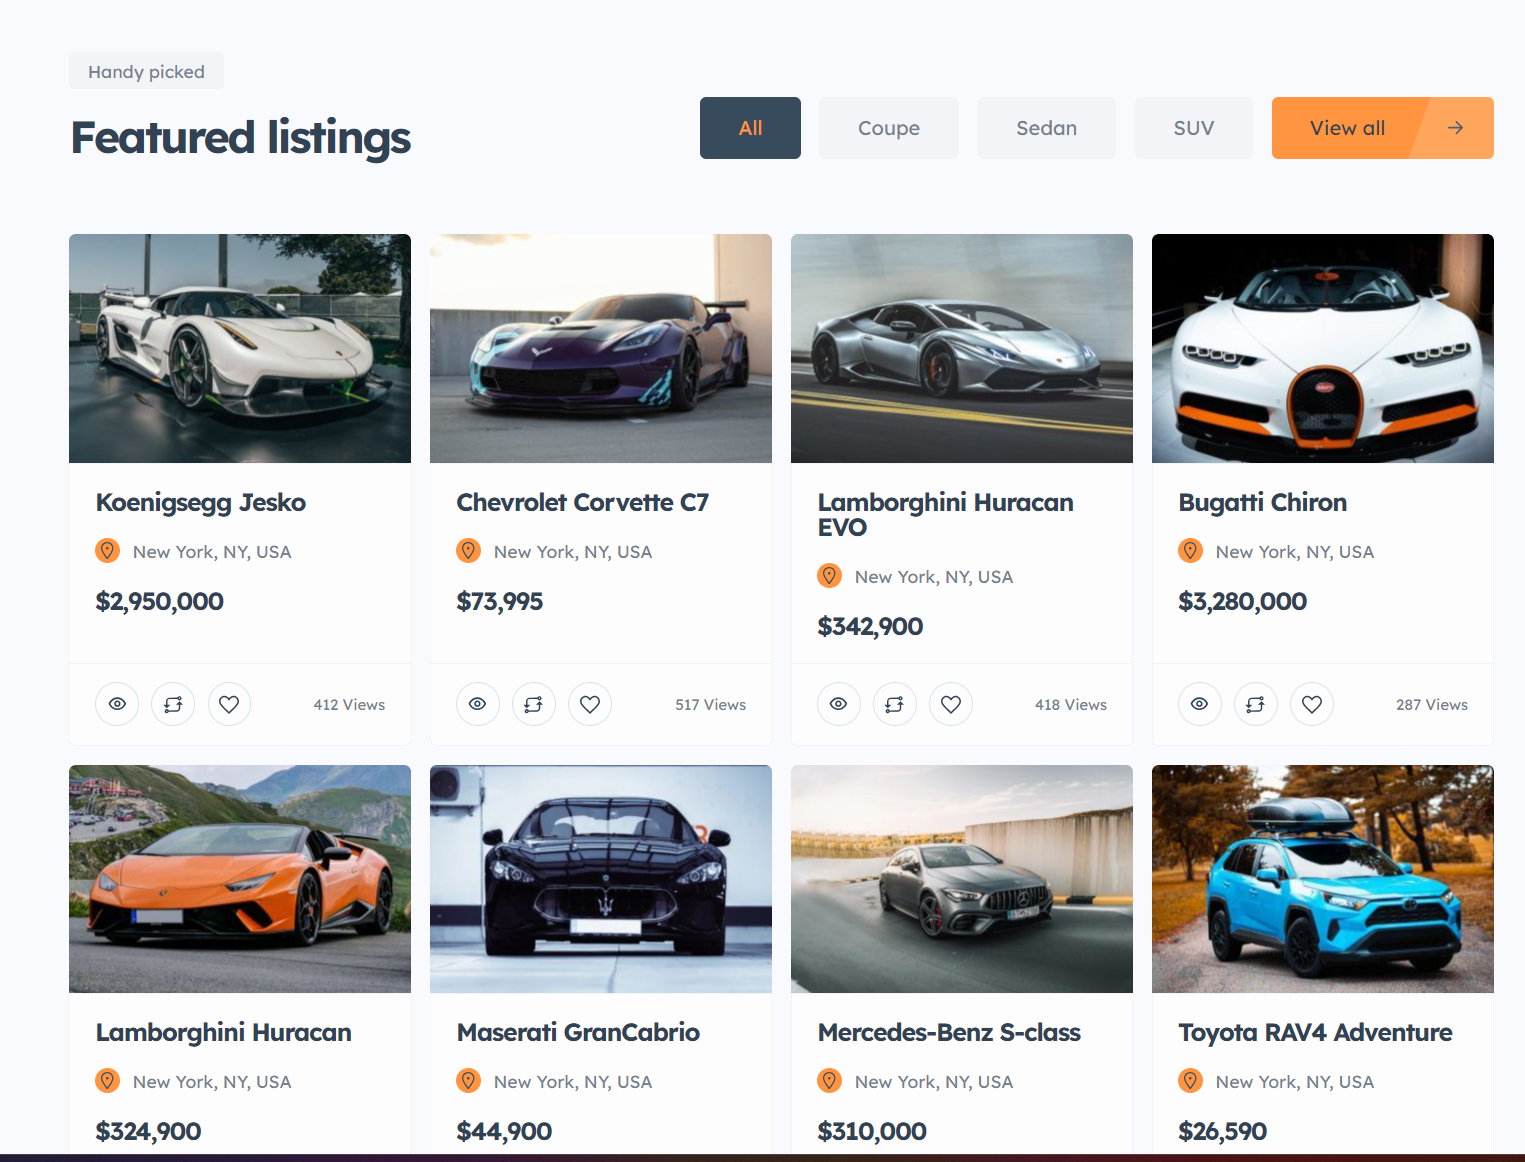 Handy picked
Featured listings
All
Coupe
Sedan
SUV
View all
Koenigsegg Jesko
New York, NY, USA
$2,950,000
412 Views
Chevrolet Corvette C7
New York, NY, USA
$73,995
517 Views
Lamborghini Huracan
EVO
New York, NY, USA
$342,900
418 Views
Bugatti Chiron
New York, NY, USA
$3,280,000
287 Views
Lamborghini Huracan
New York, NY, USA
$324,900
Maserati GranCabrio
New York, NY, USA
$44,900
Mercedes-Benz S-class
New York, NY, USA
$310,000
Toyota RAV4 Adventure
New York, NY, USA
$26,590